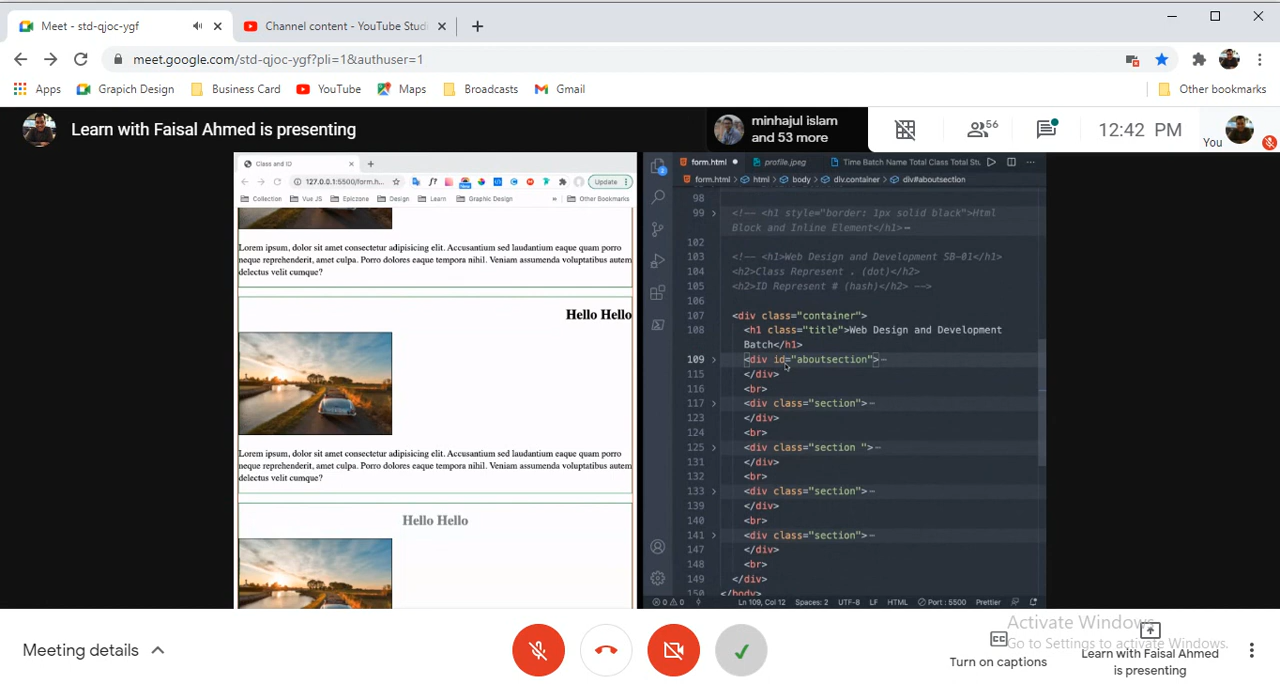 Meet - std-qjoc-ygf
Channel content - YouTube Studi
meet.google.com/std-qjoc-ygf?pli=1&authuser=1
Apps Grapich Design Business Card YouTube Maps Broadcasts Gmail Other bookmarks
Learn with Faisal Ahmed is presenting
minhajul islam
and 53 more
56
12:42 PM
You
Class and ID
127.0.0.1:5500/form.h...
Update
Collection Vue JS Epiczone Design Learn Graphic Design » Other Bookmarks
Lorem ipsum, dolor sit amet consectetur adipisicing elit. Accusantium sed laudantium eaque quam porro
neque reprehenderit, amet culpa. Porro dolores eaque tempora nihil. Veniam assumenda voluptatibus autem
delectus velit cumque?
Hello Hello
Lorem ipsum, dolor sit amet consectetur adipisicing elit. Accusantium sed laudantium eaque quam porro
neque reprehenderit, amet culpa. Porro dolores eaque tempora nihil. Veniam assumenda voluptatibus autem
delectus velit cumque?
Hello Hello
form.html profile.jpeg Time Batch Name Total Class Total Stu
form.html > html > body > div.container > div#aboutsection
98
99 <!-- <h1 style="border: 1px solid black">Html
Block and Inline Element</h1>
102
103 <!-- <h1>Web Design and Development SB-01</h1>
104 <h2>Class Represent . (dot)</h2>
105 <h2>ID Represent # (hash)</h2> -->
106
107 <div class="container">
108 <h1 class="title">Web Design and Development
Batch</h1>
109 <div id="aboutsection">
115 </div>
116 <br>
117 <div class="section">
123 </div>
124 <br>
125 <div class="section ">
131 </div>
132 <br>
133 <div class="section">
139 </div>
140 <br>
141 <div class="section">
147 </div>
148 <br>
149 </div>
150 </body>
0 0 Ln 109, Col 12 Spaces: 2 UTF-8 LF HTML Port : 5500 Prettier
Activate Windows
Go to Settings to activate Windows.
Meeting details
Turn on captions
Learn with Faisal Ahmed
is presenting